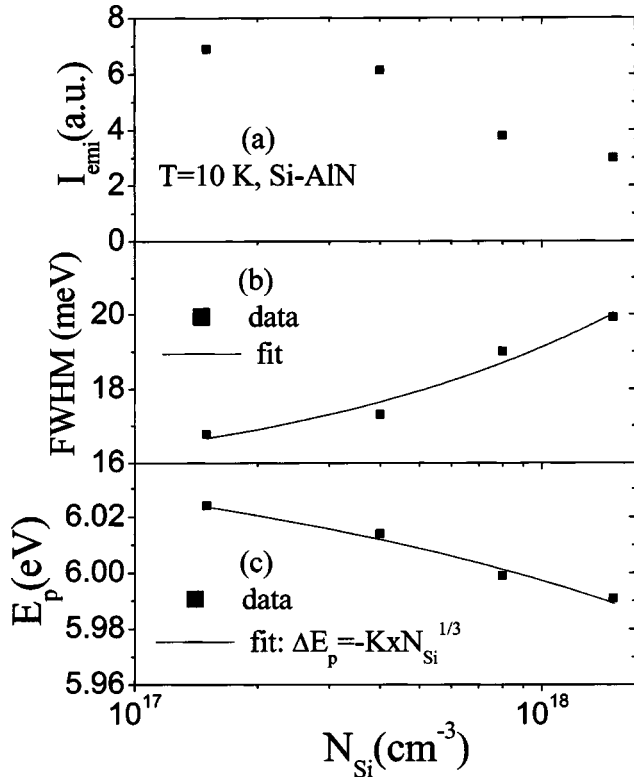 8
6
4
2
0
I_emi(a.u.)
(a)
T=10 K, Si-AlN
20
18
16
FWHM (meV)
(b)
data
fit
6.02
6.00
5.98
5.96
E_p(eV)
(c)
data
fit: ΔE_p=-KxN_Si^1/3
10^17
10^18
N_Si(cm^-3)